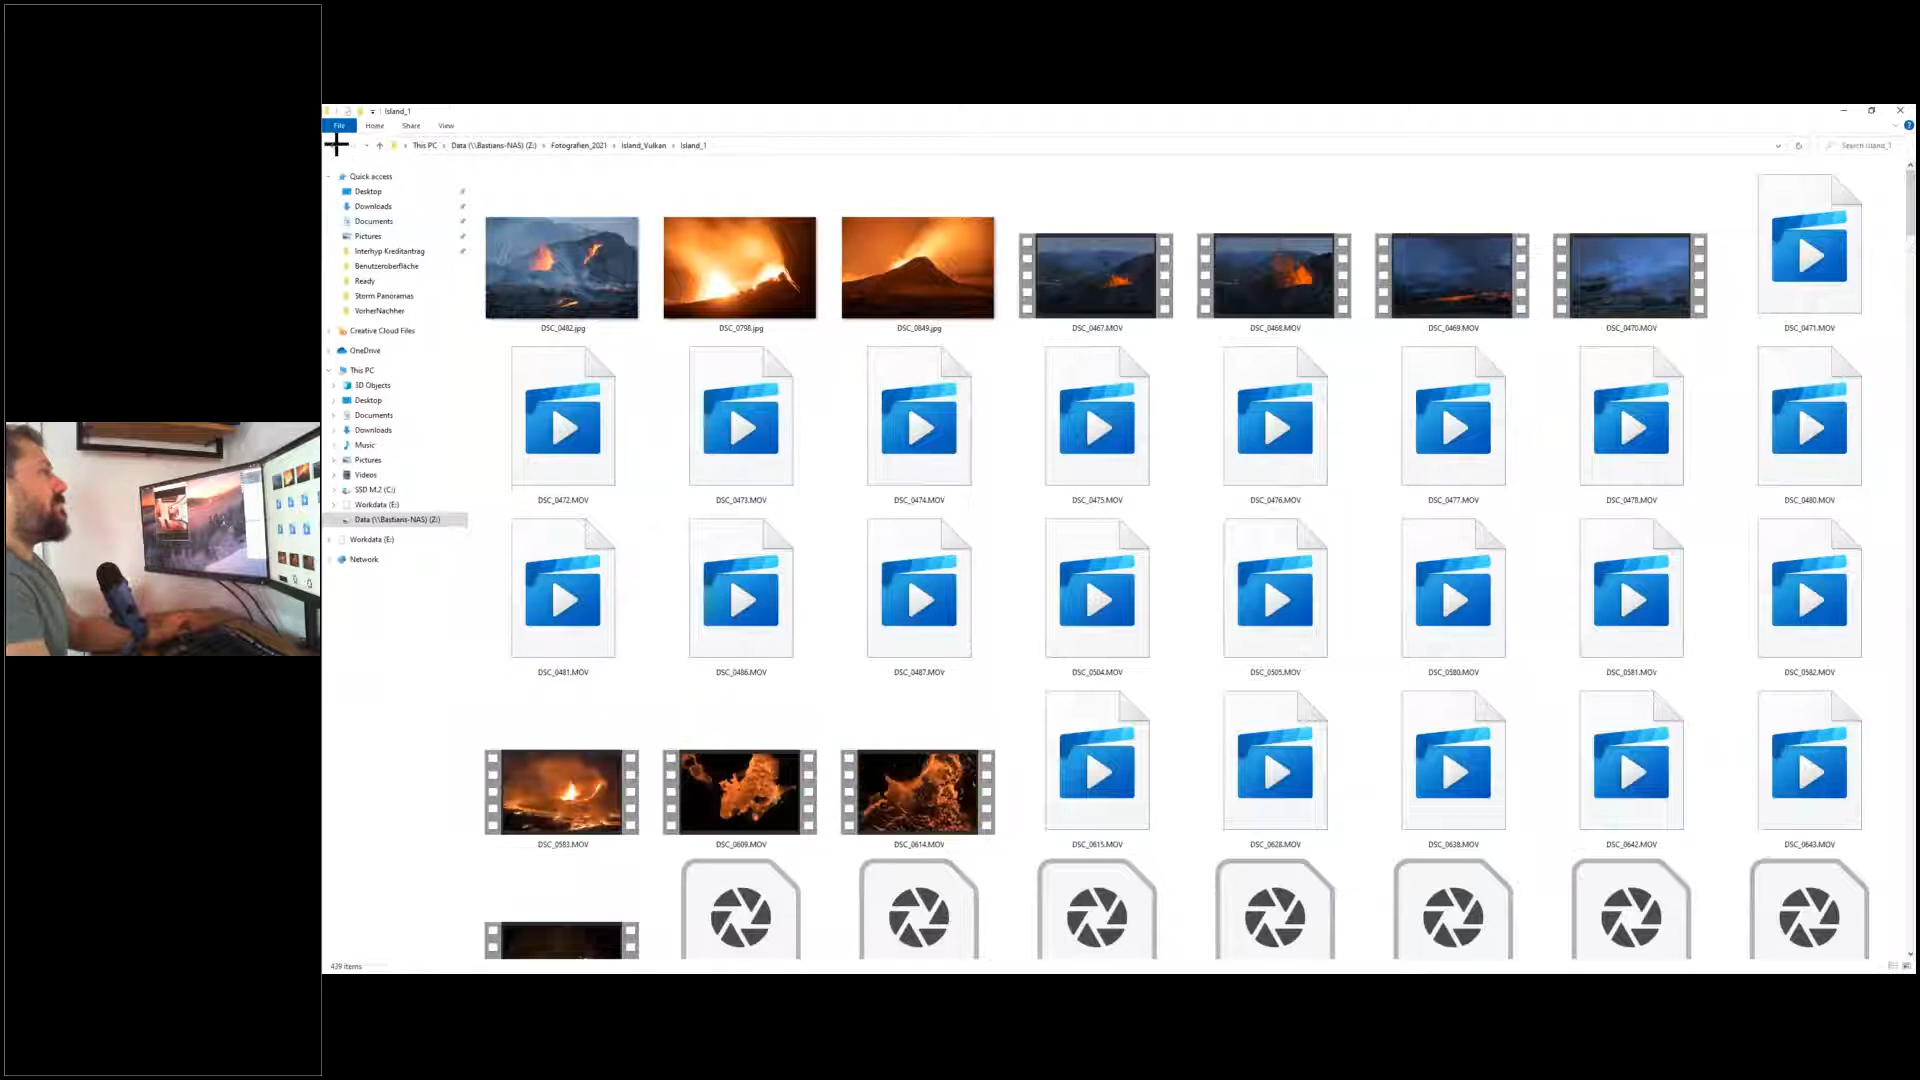 Island_1
File Home Share View
This PC > Data (\\Bastians-NAS) (Z:) > Fotografien_2021 > Island_Vulkan > Island_1
Search Island_1
Quick access
Desktop
Downloads
Documents
Pictures
Interhyp Kreditantrag
Benutzeroberfläche
Ready
Storm Panoramas
VorherNachher
Creative Cloud Files
OneDrive
This PC
3D Objects
Desktop
Documents
Downloads
Music
Pictures
Videos
SSD M.2 (C:)
Workdata (E:)
Data (\\Bastians-NAS) (Z:)
Workdata (E:)
Network
DSC_0482.jpg DSC_0798.jpg DSC_0849.jpg DSC_0467.MOV DSC_0468.MOV DSC_0469.MOV DSC_0470.MOV DSC_0471.MOV
DSC_0472.MOV DSC_0473.MOV DSC_0474.MOV DSC_0475.MOV DSC_0476.MOV DSC_0477.MOV DSC_0478.MOV DSC_0480.MOV
DSC_0481.MOV DSC_0486.MOV DSC_0487.MOV DSC_0504.MOV DSC_0505.MOV DSC_0580.MOV DSC_0581.MOV DSC_0582.MOV
DSC_0583.MOV DSC_0609.MOV DSC_0614.MOV DSC_0615.MOV DSC_0628.MOV DSC_0638.MOV DSC_0642.MOV DSC_0643.MOV
439 items